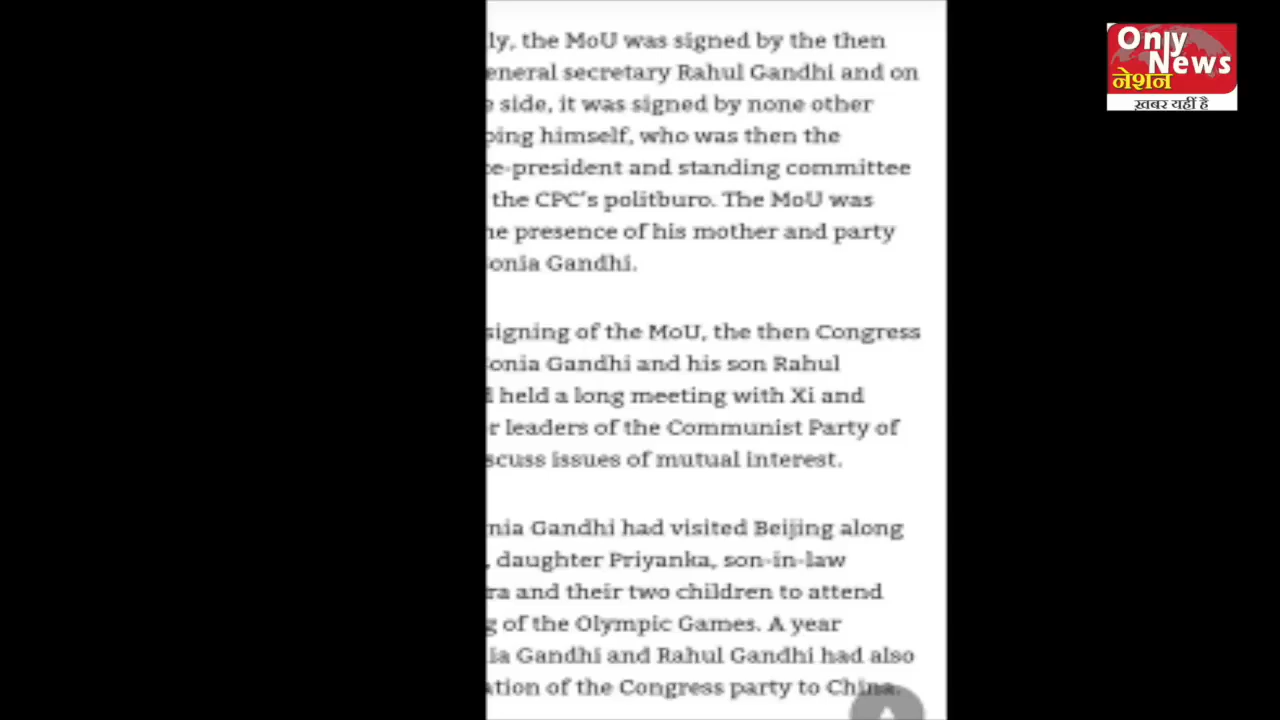 ly, the MoU was signed by the then
eneral secretary Rahul Gandhi and on
side, it was signed by none other
ping himself, who was then the
ce-president and standing committee
the CPC's politburo. The MoU was
he presence of his mother and party
onia Gandhi.
signing of the MoU, the then Congress
onia Gandhi and his son Rahul
held a long meeting with Xi and
r leaders of the Communist Party of
scuss issues of mutual interest.
nia Gandhi had visited Beijing along
, daughter Priyanka, son-in-law
ra and their two children to attend
g of the Olympic Games. A year
ia Gandhi and Rahul Gandhi had also
ation of the Congress party to China.
Only
News
नेशन
ख़बर यहीं है